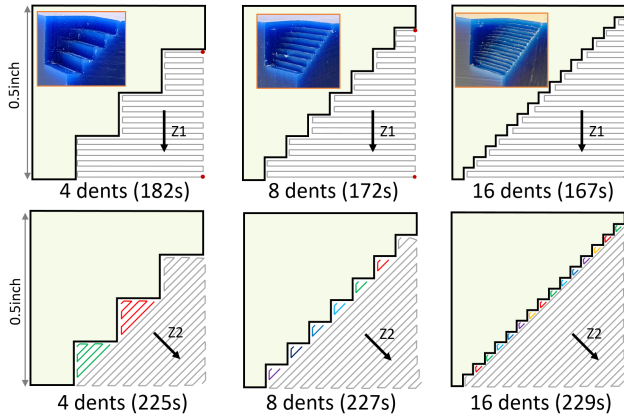 0.5inch
Z1
Z1
Z1
4 dents (182s)
8 dents (172s)
16 dents (167s)
0.5inch
Z2
Z2
Z2
4 dents (225s)
8 dents (227s)
16 dents (229s)